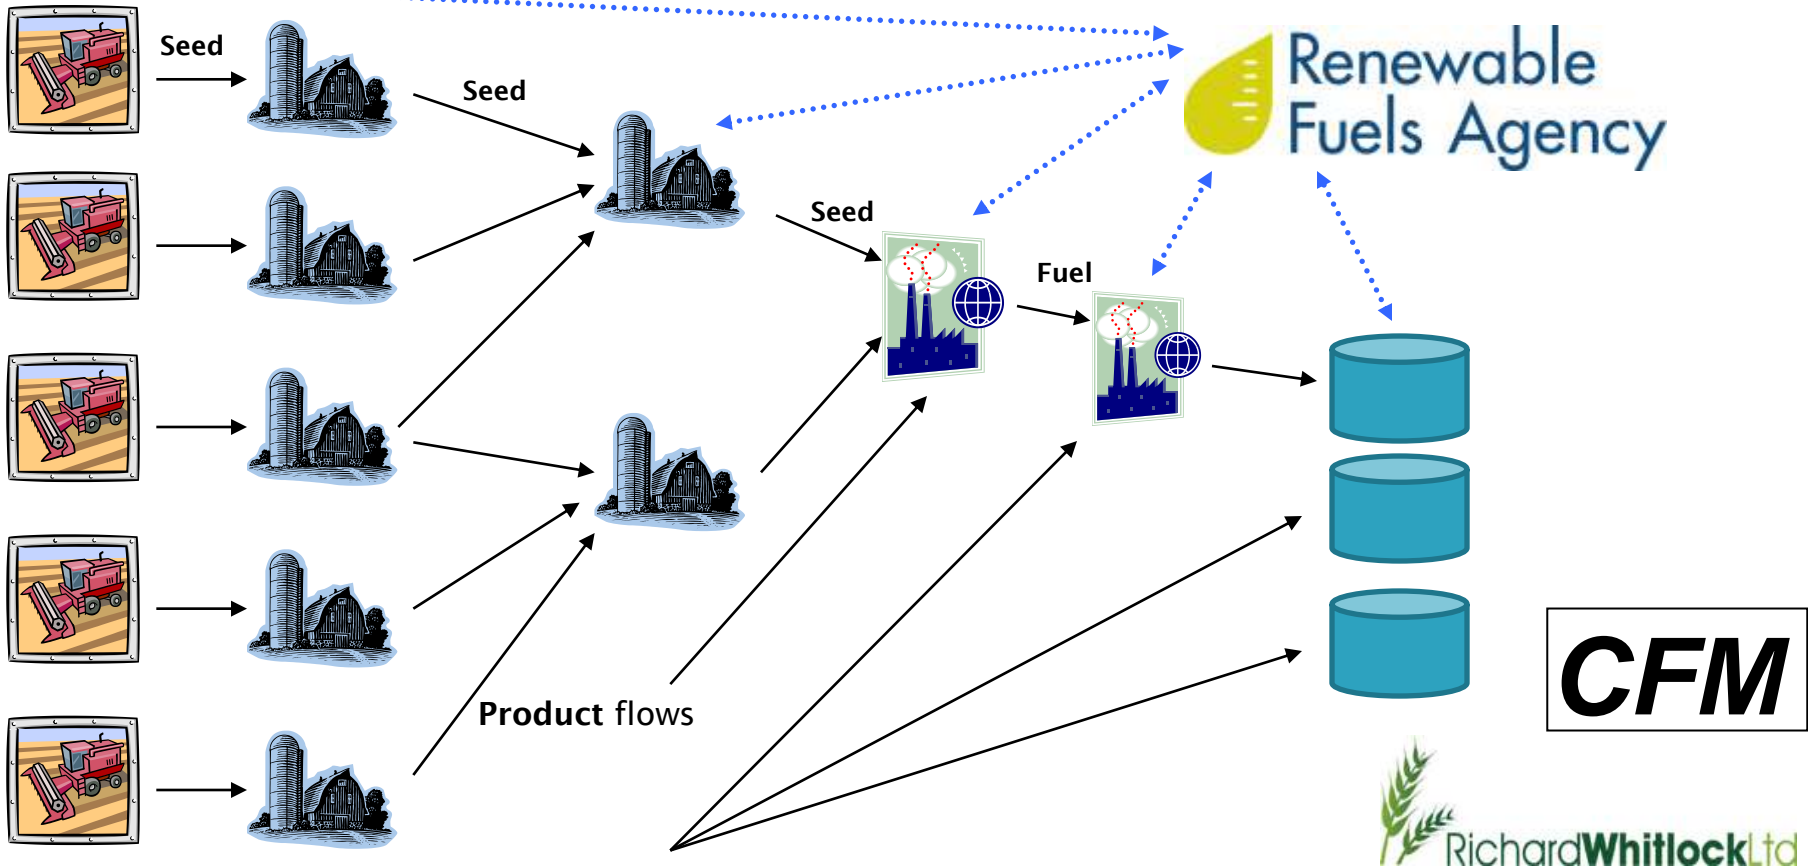 Seed
Seed
Renewable
Fuels Agency
Seed
Fuel
Product flows
CFM
RichardWhitlockLtd